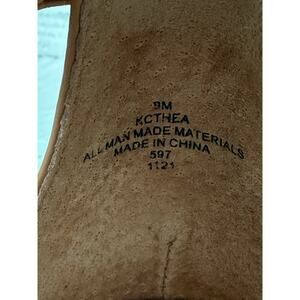 9M
KCTHEA
ALL MAN MADE MATERIALS
MADE IN CHINA
597
1121